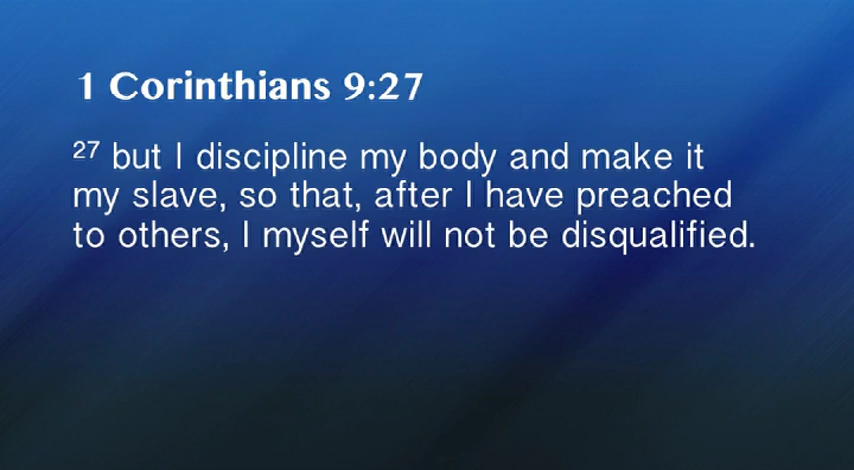 1 Corinthians 9:27
27 but I discipline my body and make it
my slave, so that, after I have preached
to others, I myself will not be disqualified.